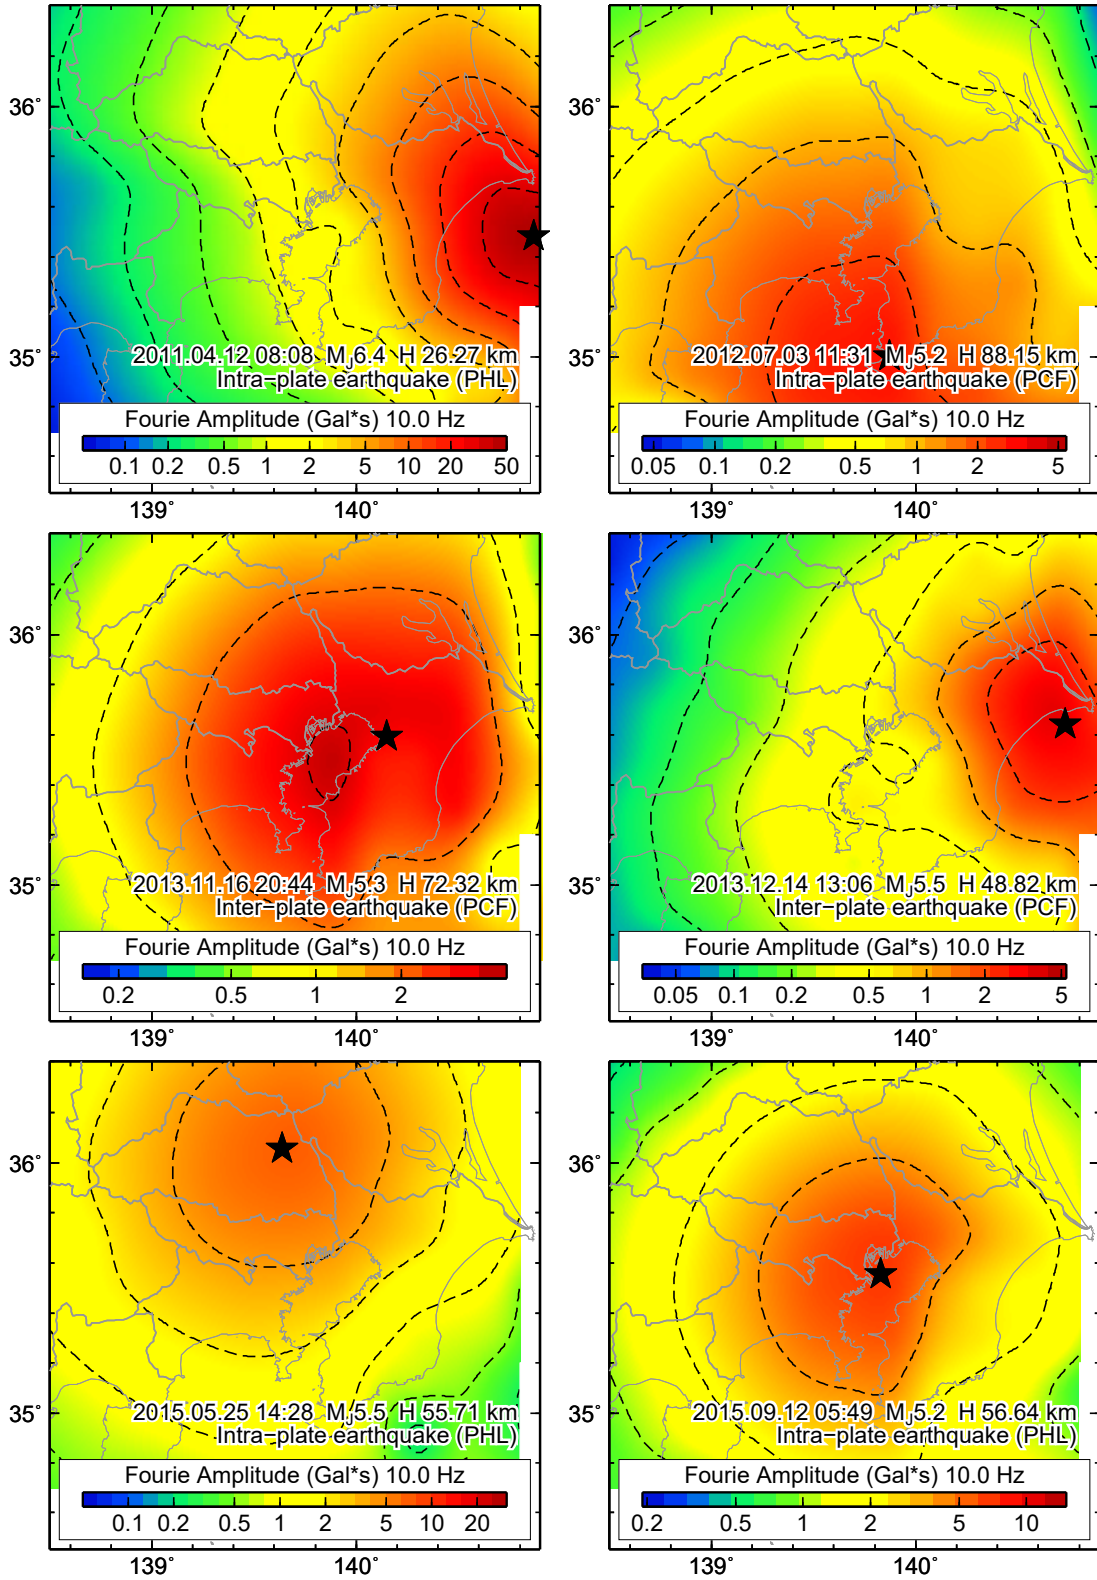 36°
35°
2011.04.12 08:08 MJ6.4 H 26.27 km
Intra−plate earthquake (PHL)
Fourie Amplitude (Gal*s) 10.0 Hz
0.1 0.2 0.5 1 2 5 10 20 50
139° 140°
36°
35°
2012.07.03 11:31 MJ5.2 H 88.15 km
Intra−plate earthquake (PCF)
Fourie Amplitude (Gal*s) 10.0 Hz
0.05 0.1 0.2 0.5 1 2 5
139° 140°
36°
35°
2013.11.16 20:44 MJ5.3 H 72.32 km
Inter−plate earthquake (PCF)
Fourie Amplitude (Gal*s) 10.0 Hz
0.2 0.5 1 2
139° 140°
36°
35°
2013.12.14 13:06 MJ5.5 H 48.82 km
Inter−plate earthquake (PCF)
Fourie Amplitude (Gal*s) 10.0 Hz
0.05 0.1 0.2 0.5 1 2 5
139° 140°
36°
35°
2015.05.25 14:28 MJ5.5 H 55.71 km
Intra−plate earthquake (PHL)
Fourie Amplitude (Gal*s) 10.0 Hz
0.1 0.2 0.5 1 2 5 10 20
139° 140°
36°
35°
2015.09.12 05:49 MJ5.2 H 56.64 km
Intra−plate earthquake (PHL)
Fourie Amplitude (Gal*s) 10.0 Hz
0.2 0.5 1 2 5 10
139° 140°